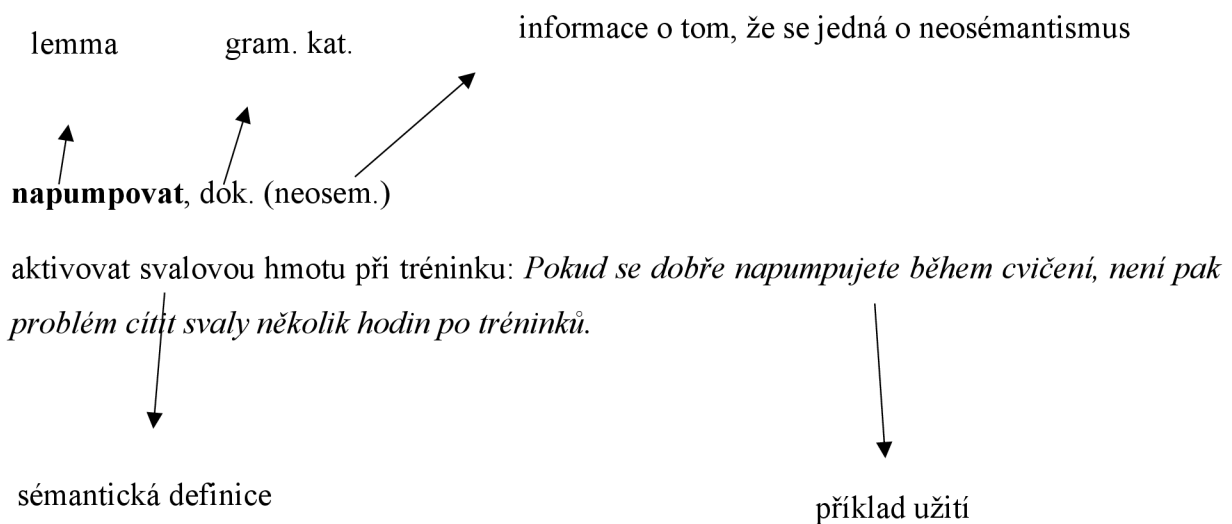 informace o tom, že se jedná o neosémantismus
lemma gram. kat.
napumpovat, dok. (neosem.)
aktivovat svalovou hmotu při tréninku: Pokud se dobře napumpujete během cvičení, není pak
problém cítit svaly několik hodin po tréninků.
sémantická definice
příklad užití